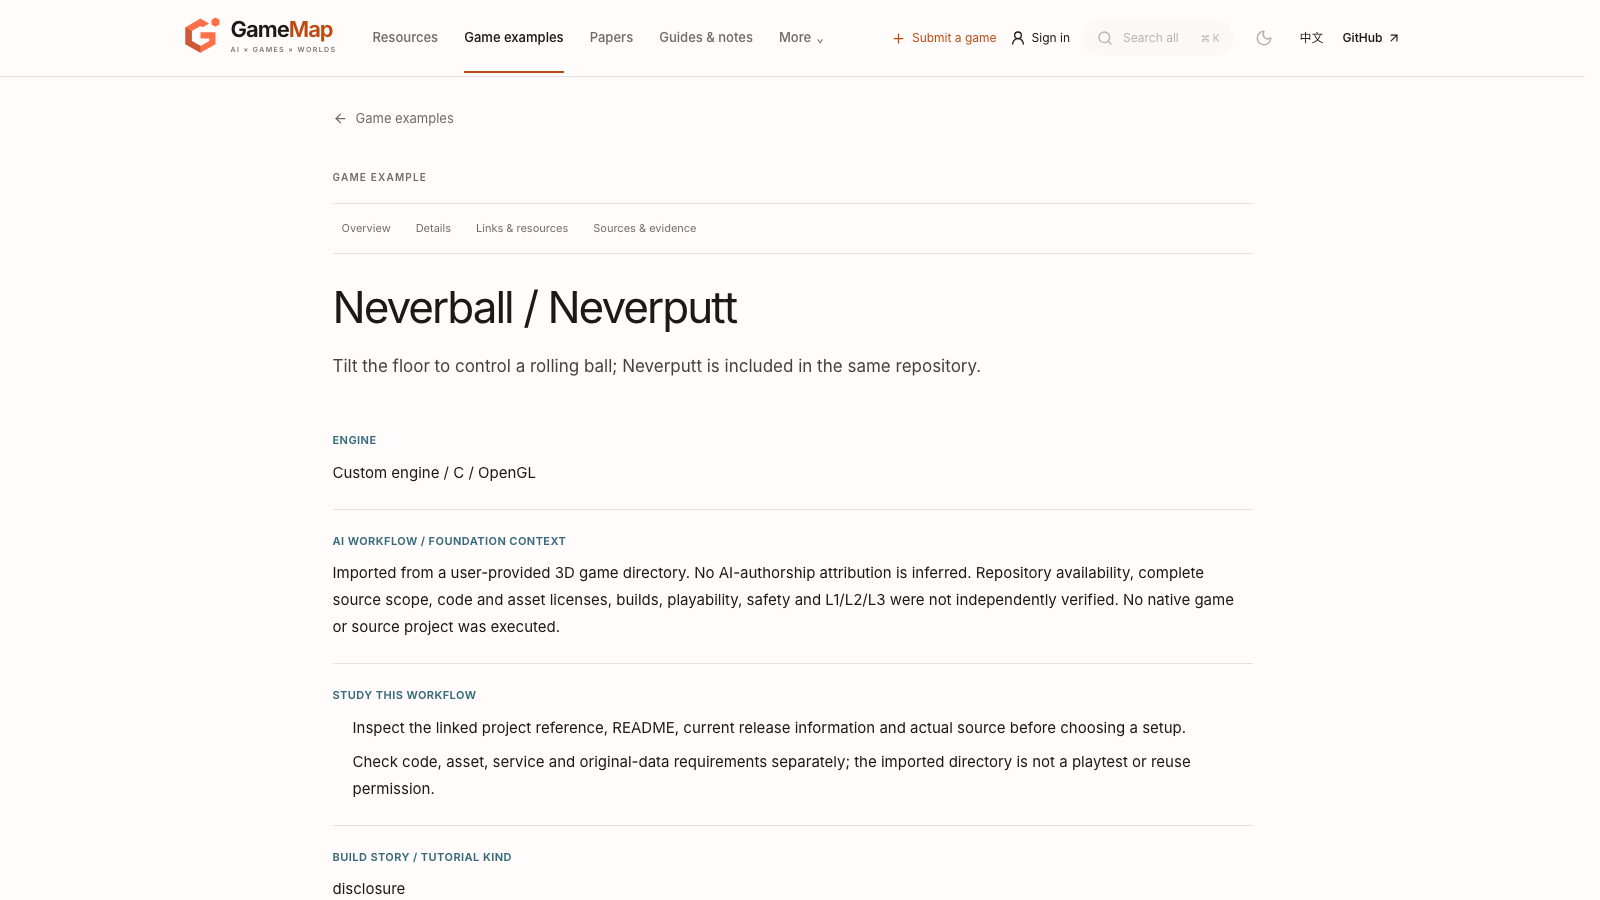 GameMap
AI × GAMES × WORLDS
Resources
Game examples
Papers
Guides & notes
More
Submit a game
Sign in
Search all
⌘ K
中文
GitHub
Game examples
GAME EXAMPLE
Overview
Details
Links & resources
Sources & evidence
Neverball / Neverputt
Tilt the floor to control a rolling ball; Neverputt is included in the same repository.
ENGINE
Custom engine / C / OpenGL
AI WORKFLOW / FOUNDATION CONTEXT
Imported from a user-provided 3D game directory. No AI-authorship attribution is inferred. Repository availability, complete
source scope, code and asset licenses, builds, playability, safety and L1/L2/L3 were not independently verified. No native game
or source project was executed.
STUDY THIS WORKFLOW
Inspect the linked project reference, README, current release information and actual source before choosing a setup.
Check code, asset, service and original-data requirements separately; the imported directory is not a playtest or reuse
permission.
BUILD STORY / TUTORIAL KIND
disclosure